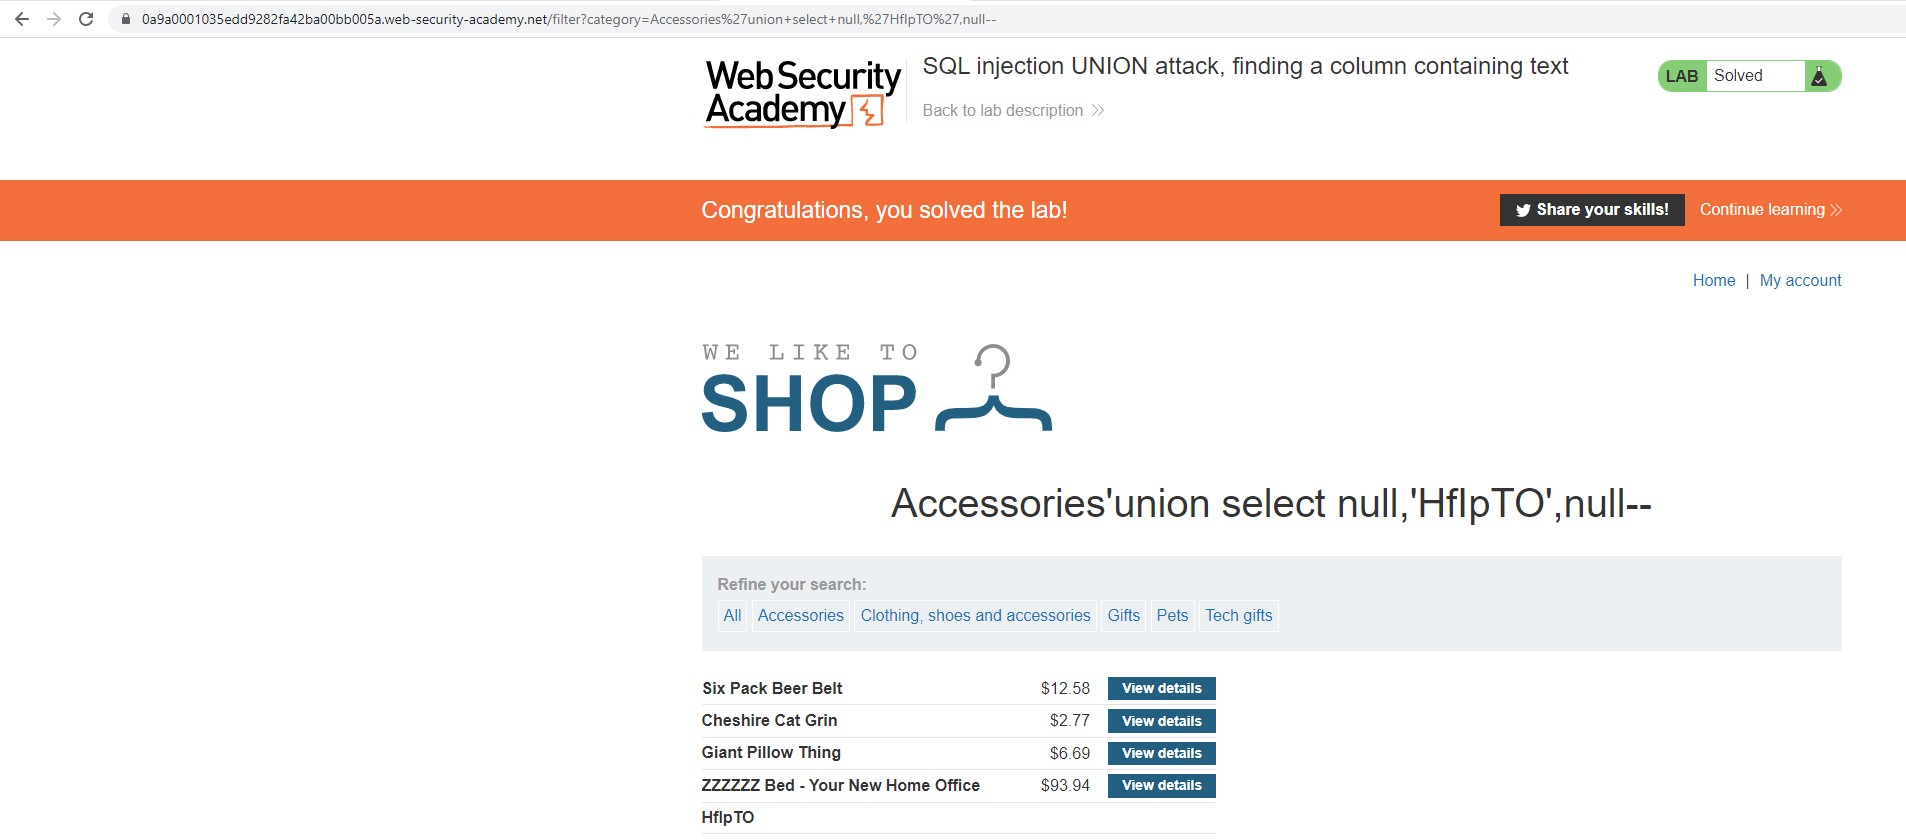 0a9a0001035edd9282fa42ba00bb005a.web-security-academy.net/filter?category=Accessories%27union+select+null,%27HflpTO%27,null--
WebSecurity
Academy
SQL injection UNION attack, finding a column containing text
Back to lab description
LAB Solved
Congratulations, you solved the lab!
Share your skills! Continue learning
Home | My account
WE LIKE TO
SHOP
Accessories'union select null,'HflpTO',null--
Refine your search:
All Accessories Clothing, shoes and accessories Gifts Pets Tech gifts
Six Pack Beer Belt $12.58 View details
Cheshire Cat Grin $2.77 View details
Giant Pillow Thing $6.69 View details
ZZZZZZ Bed - Your New Home Office $93.94 View details
HflpTO